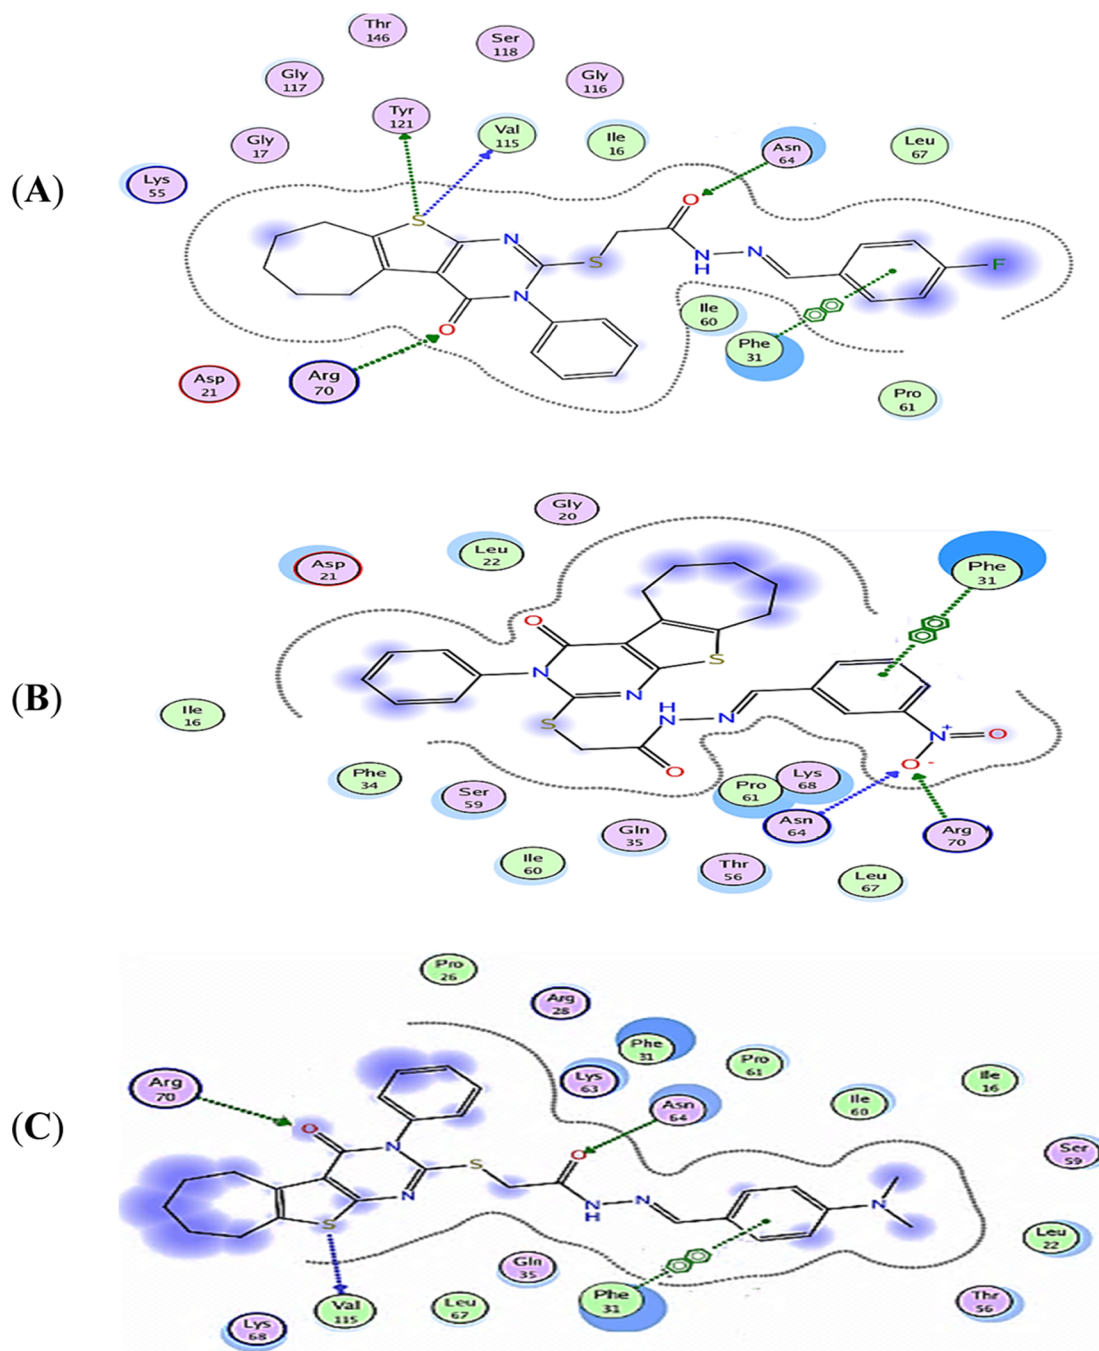 (A)
Thr
146
Ser
118
Gly
117
Gly
116
Tyr
121
Val
115
Ile
16
Asn
64
Leu
67
Gly
17
Lys
55
S
N
S
O
N
H
N
F
N
O
Ile
60
Phe
31
Asp
21
Arg
70
Pro
61
(B)
Gly
20
Leu
22
Asp
21
Phe
31
O
N
S
N
S
H
N
N
O
N+
O
O-
Ile
16
Phe
34
Ser
59
Pro
61
Lys
68
Asn
64
Arg
70
Gln
35
Ile
60
Thr
56
Leu
67
(C)
Pro
26
Arg
28
Phe
31
Pro
61
Lys
63
Asn
64
Ile
60
Ile
16
Arg
70
Ser
59
O
N
S
O
N
S
N
H
N
N
Leu
22
Gln
35
Phe
31
Thr
56
Lys
68
Val
115
Leu
67